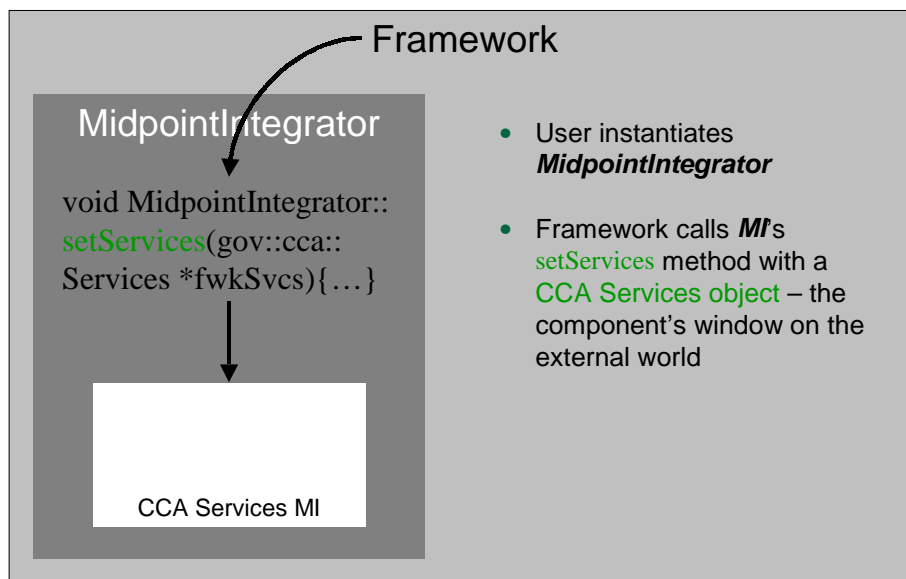 Framework
MidpointIntegrator
void MidpointIntegrator::
setServices(gov::cca::
Services *fwkSvcs){…}
CCA Services MI
• User instantiates
MidpointIntegrator
• Framework calls MI's
setServices method with a
CCA Services object – the
component's window on the
external world